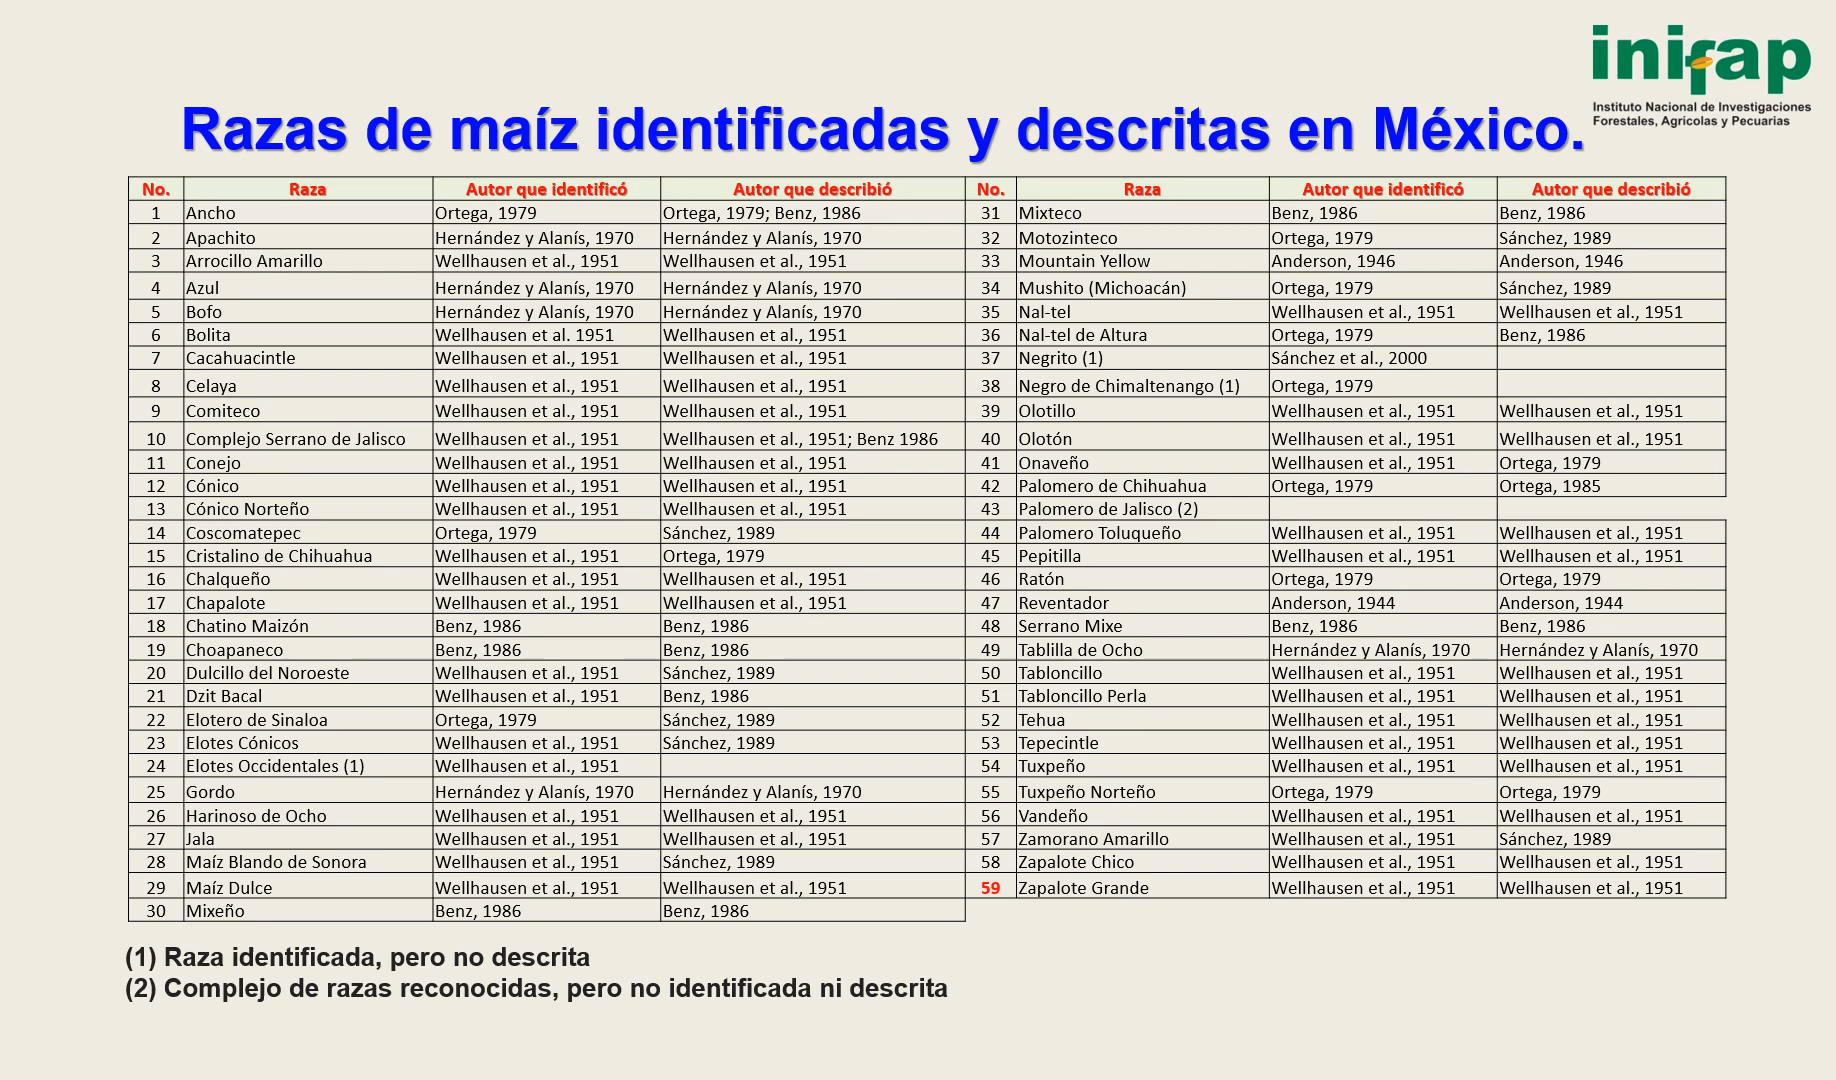 inifap
Instituto Nacional de Investigaciones
Forestales, Agrícolas y Pecuarias
Razas de maíz identificadas y descritas en México.
No. Raza Autor que identificó Autor que describió No. Raza Autor que identificó Autor que describió
1 Ancho Ortega, 1979 Ortega, 1979; Benz, 1986 31 Mixteco Benz, 1986 Benz, 1986
2 Apachito Hernández y Alanís, 1970 Hernández y Alanís, 1970 32 Motozinteco Ortega, 1979 Sánchez, 1989
3 Arrocillo Amarillo Wellhausen et al., 1951 Wellhausen et al., 1951 33 Mountain Yellow Anderson, 1946 Anderson, 1946
4 Azul Hernández y Alanís, 1970 Hernández y Alanís, 1970 34 Mushito (Michoacán) Ortega, 1979 Sánchez, 1989
5 Bofo Hernández y Alanís, 1970 Hernández y Alanís, 1970 35 Nal-tel Wellhausen et al., 1951 Wellhausen et al., 1951
6 Bolita Wellhausen et al. 1951 Wellhausen et al., 1951 36 Nal-tel de Altura Ortega, 1979 Benz, 1986
7 Cacahuacintle Wellhausen et al., 1951 Wellhausen et al., 1951 37 Negrito (1) Sánchez et al., 2000
8 Celaya Wellhausen et al., 1951 Wellhausen et al., 1951 38 Negro de Chimaltenango (1) Ortega, 1979
9 Comiteco Wellhausen et al., 1951 Wellhausen et al., 1951 39 Olotillo Wellhausen et al., 1951 Wellhausen et al., 1951
10 Complejo Serrano de Jalisco Wellhausen et al., 1951 Wellhausen et al., 1951; Benz 1986 40 Olotón Wellhausen et al., 1951 Wellhausen et al., 1951
11 Conejo Wellhausen et al., 1951 Wellhausen et al., 1951 41 Onaveño Wellhausen et al., 1951 Ortega, 1979
12 Cónico Wellhausen et al., 1951 Wellhausen et al., 1951 42 Palomero de Chihuahua Ortega, 1979 Ortega, 1985
13 Cónico Norteño Wellhausen et al., 1951 Wellhausen et al., 1951 43 Palomero de Jalisco (2)
14 Coscomatepec Ortega, 1979 Sánchez, 1989 44 Palomero Toluqueño Wellhausen et al., 1951 Wellhausen et al., 1951
15 Cristalino de Chihuahua Wellhausen et al., 1951 Ortega, 1979 45 Pepitilla Wellhausen et al., 1951 Wellhausen et al., 1951
16 Chalqueño Wellhausen et al., 1951 Wellhausen et al., 1951 46 Ratón Ortega, 1979 Ortega, 1979
17 Chapalote Wellhausen et al., 1951 Wellhausen et al., 1951 47 Reventador Anderson, 1944 Anderson, 1944
18 Chatino Maizón Benz, 1986 Benz, 1986 48 Serrano Mixe Benz, 1986 Benz, 1986
19 Choapaneco Benz, 1986 Benz, 1986 49 Tablilla de Ocho Hernández y Alanís, 1970 Hernández y Alanís, 1970
20 Dulcillo del Noroeste Wellhausen et al., 1951 Sánchez, 1989 50 Tabloncillo Wellhausen et al., 1951 Wellhausen et al., 1951
21 Dzit Bacal Wellhausen et al., 1951 Benz, 1986 51 Tabloncillo Perla Wellhausen et al., 1951 Wellhausen et al., 1951
22 Elotero de Sinaloa Ortega, 1979 Sánchez, 1989 52 Tehua Wellhausen et al., 1951 Wellhausen et al., 1951
23 Elotes Cónicos Wellhausen et al., 1951 Sánchez, 1989 53 Tepecintle Wellhausen et al., 1951 Wellhausen et al., 1951
24 Elotes Occidentales (1) Wellhausen et al., 1951 54 Tuxpeño Wellhausen et al., 1951 Wellhausen et al., 1951
25 Gordo Hernández y Alanís, 1970 Hernández y Alanís, 1970 55 Tuxpeño Norteño Ortega, 1979 Ortega, 1979
26 Harinoso de Ocho Wellhausen et al., 1951 Wellhausen et al., 1951 56 Vandeño Wellhausen et al., 1951 Wellhausen et al., 1951
27 Jala Wellhausen et al., 1951 Wellhausen et al., 1951 57 Zamorano Amarillo Wellhausen et al., 1951 Sánchez, 1989
28 Maíz Blando de Sonora Wellhausen et al., 1951 Sánchez, 1989 58 Zapalote Chico Wellhausen et al., 1951 Wellhausen et al., 1951
29 Maíz Dulce Wellhausen et al., 1951 Wellhausen et al., 1951 59 Zapalote Grande Wellhausen et al., 1951 Wellhausen et al., 1951
30 Mixeño Benz, 1986 Benz, 1986
(1) Raza identificada, pero no descrita
(2) Complejo de razas reconocidas, pero no identificada ni descrita